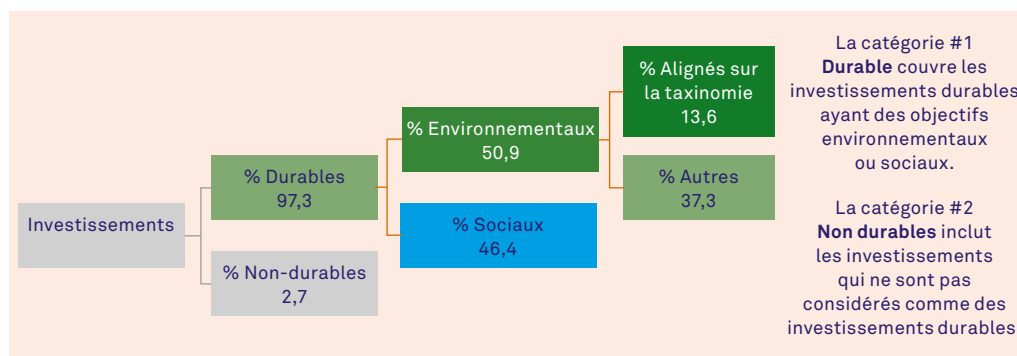 Investissements
% Durables
97,3
% Non-durables
2,7
% Environnementaux
50,9
% Sociaux
46,4
% Alignés sur
la taxinomie
13,6
% Autres
37,3
La catégorie #1
Durable couvre les
investissements durables
ayant des objectifs
environnementaux
ou sociaux.
La catégorie #2
Non durables inclut
les investissements
qui ne sont pas
considérés comme des
investissements durables